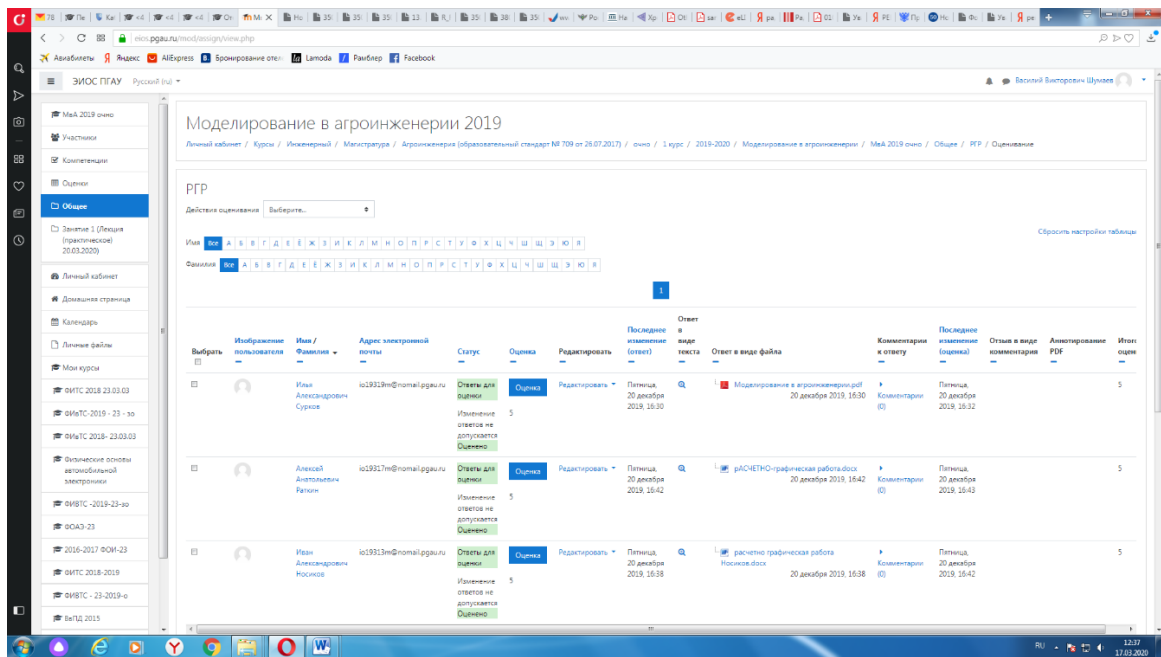 eios.pgau.ru/mod/assign/view.php
Авиабилеты Яндекс AliExpress Бронирование отел Lamoda Рамблер Facebook
ЭИОС ПГАУ Русский (ru)
Василий Викторович Шумаев
МвА 2019 очно
Участники
Компетенции
Оценки
Общее
Занятие 1 (Лекция
(практическое)
20.03.2020)
Личный кабинет
Домашняя страница
Календарь
Личные файлы
Мои курсы
ФИТС 2018 23.03.03
ФИвТС-2019 - 23 - зо
ФИвТС 2018- 23.03.03
Физические основы
автомобильной
электроники
ФИВТС -2019-23-зо
ФОАЭ-23
2016-2017 ФОИ-23
ФИТС 2018-2019
ФИВТС - 23-2019-о
ВвПД 2015
Моделирование в агроинженерии 2019
Личный кабинет / Курсы / Инженерный / Магистратура / Агроинженерия (образовательный стандарт № 709 от 26.07.2017) / очно / 1 курс / 2019-2020 / Моделирование в агроинженерии / МвА 2019 очно / Общее / РГР / Оценивание
РГР
Действия оценивания Выберите...
Сбросить настройки таблицы
Имя Все А Б В Г Д Е Ё Ж З И К Л М Н О П Р С Т У Ф Х Ц Ч Ш Щ Э Ю Я
Фамилия Все А Б В Г Д Е Ё Ж З И К Л М Н О П Р С Т У Ф Х Ц Ч Ш Щ Э Ю Я
1
Выбрать
Изображение
пользователя
Имя /
Фамилия
Адрес электронной
почты
Статус
Оценка
Редактировать
Последнее
изменение
(ответ)
Ответ
в
виде
текста
Ответ в виде файла
Комментарии
к ответу
Последнее
изменение
(оценка)
Отзыв в виде
комментария
Аннотирование
PDF
Итого
оцен
Илья
Александрович
Сурков
io19319m@nomail.pgau.ru
Ответы для
оценки
Изменение
ответов не
допускается
Оценено
Оценка
5
Редактировать
Пятница,
20 декабря
2019, 16:30
Моделирование в агроинженерии.pdf
20 декабря 2019, 16:30
Комментарии
(0)
Пятница,
20 декабря
2019, 16:32
5
Алексей
Анатольевич
Раткин
io19317m@nomail.pgau.ru
Ответы для
оценки
Изменение
ответов не
допускается
Оценено
Оценка
5
Редактировать
Пятница,
20 декабря
2019, 16:42
рАСЧЕТНО-графическая работа.docx
20 декабря 2019, 16:42
Комментарии
(0)
Пятница,
20 декабря
2019, 16:43
5
Иван
Александрович
Носиков
io19313m@nomail.pgau.ru
Ответы для
оценки
Изменение
ответов не
допускается
Оценено
Оценка
5
Редактировать
Пятница,
20 декабря
2019, 16:38
расчетно графическая работа
Носиков.docx
20 декабря 2019, 16:38
Комментарии
(0)
Пятница,
20 декабря
2019, 16:42
5
RU
12:37
17.03.2020